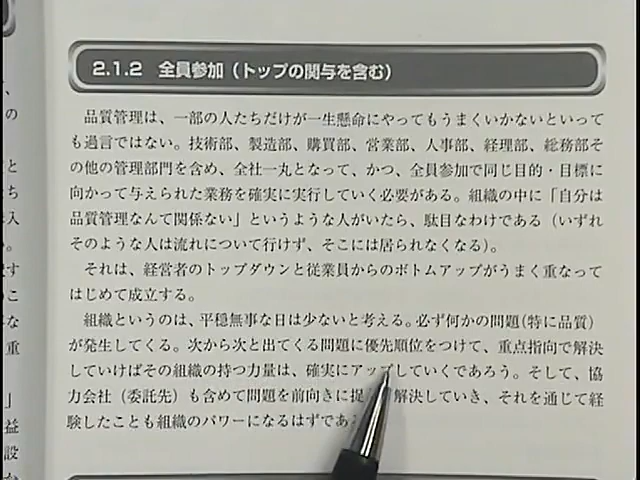 2.1.2 全員参加（トップの関与を含む）
品質管理は、一部の人たちだけが一生懸命にやってもうまくいかないといって
も過言ではない。技術部、製造部、購買部、営業部、人事部、経理部、総務部そ
の他の管理部門を含め、全社一丸となって、かつ、全員参加で同じ目的・目標に
向かって与えられた業務を確実に実行していく必要がある。組織の中に「自分は
品質管理なんて関係ない」というような人がいたら、駄目なわけである（いずれ
そのような人は流れについて行けず、そこには居られなくなる）。
それは、経営者のトップダウンと従業員からのボトムアップがうまく重なって
はじめて成立する。
組織というのは、平穏無事な日は少ないと考える。必ず何かの問題（特に品質）
が発生してくる。次から次と出てくる問題に優先順位をつけて、重点指向で解決
していけばその組織の持つ力量は、確実にアップしていくであろう。そして、協
力会社（委託先）も含めて問題を前向きに捉 解決していき、それを通じて経
験したことも組織のパワーになるはずであ